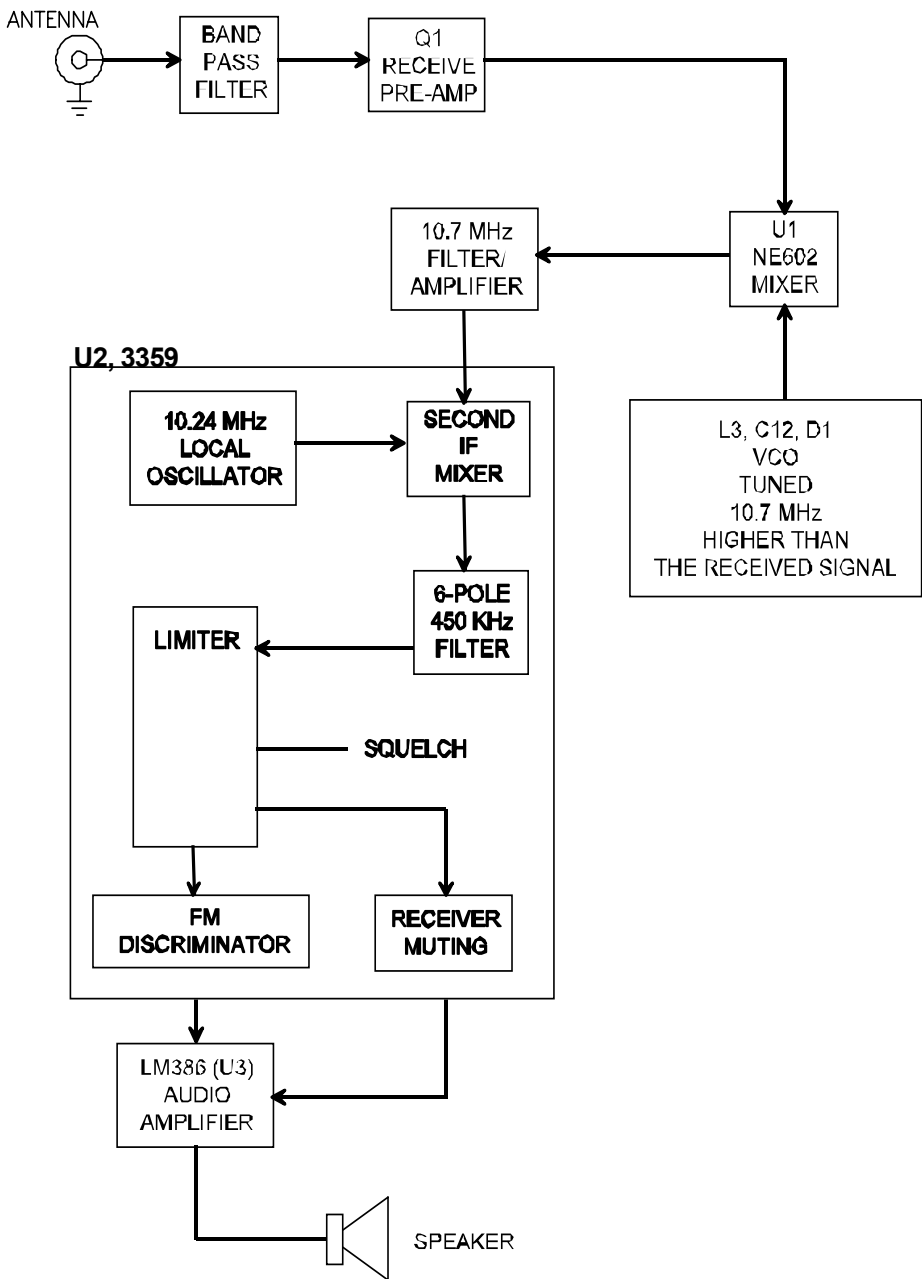 ANTENNA
BAND
PASS
FILTER
Q1
RECEIVE
PRE-AMP
U1
NE602
MIXER
10.7 MHz
FILTER/
AMPLIFIER
L3, C12, D1
VCO
TUNED
10.7 MHz
HIGHER THAN
THE RECEIVED SIGNAL
U2, 3359
10.24 MHz
LOCAL
OSCILLATOR
SECOND
IF
MIXER
6-POLE
450 KHz
FILTER
LIMITER
SQUELCH
FM
DISCRIMINATOR
RECEIVER
MUTING
LM386 (U3)
AUDIO
AMPLIFIER
SPEAKER